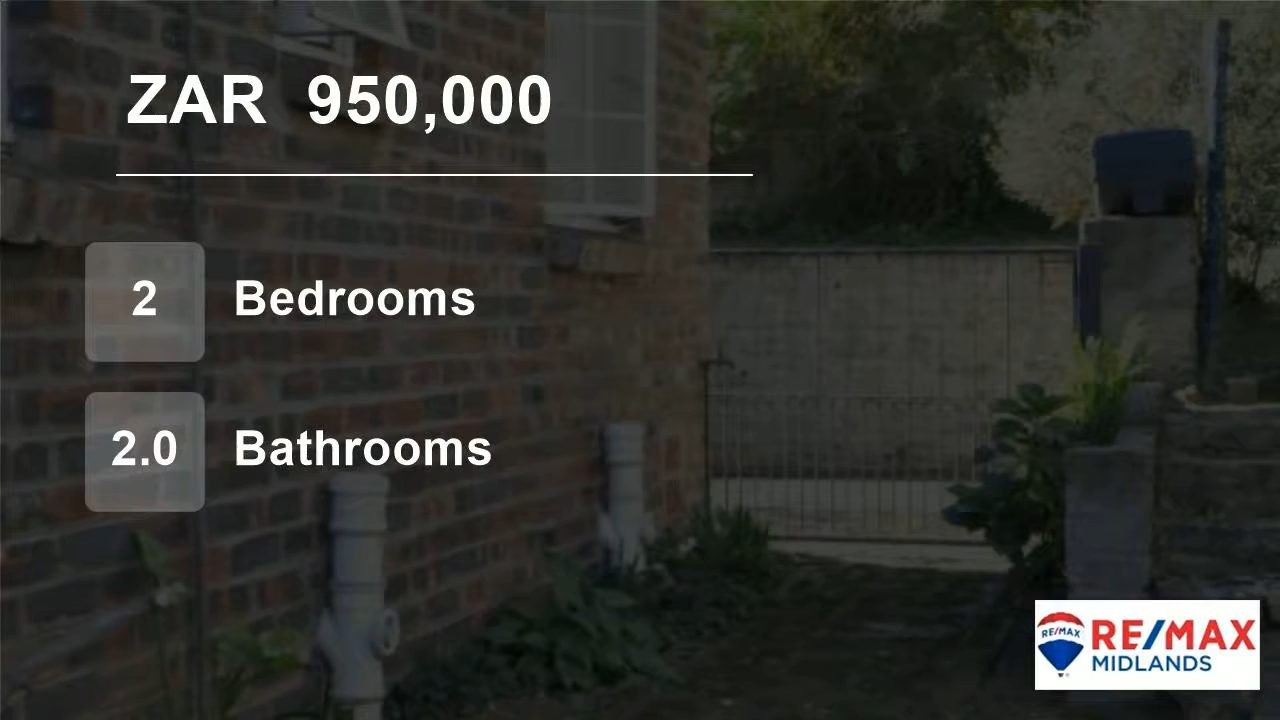 ZAR 950,000
2 Bedrooms
2.0 Bathrooms
RE/MAX
RE/MAX
MIDLANDS